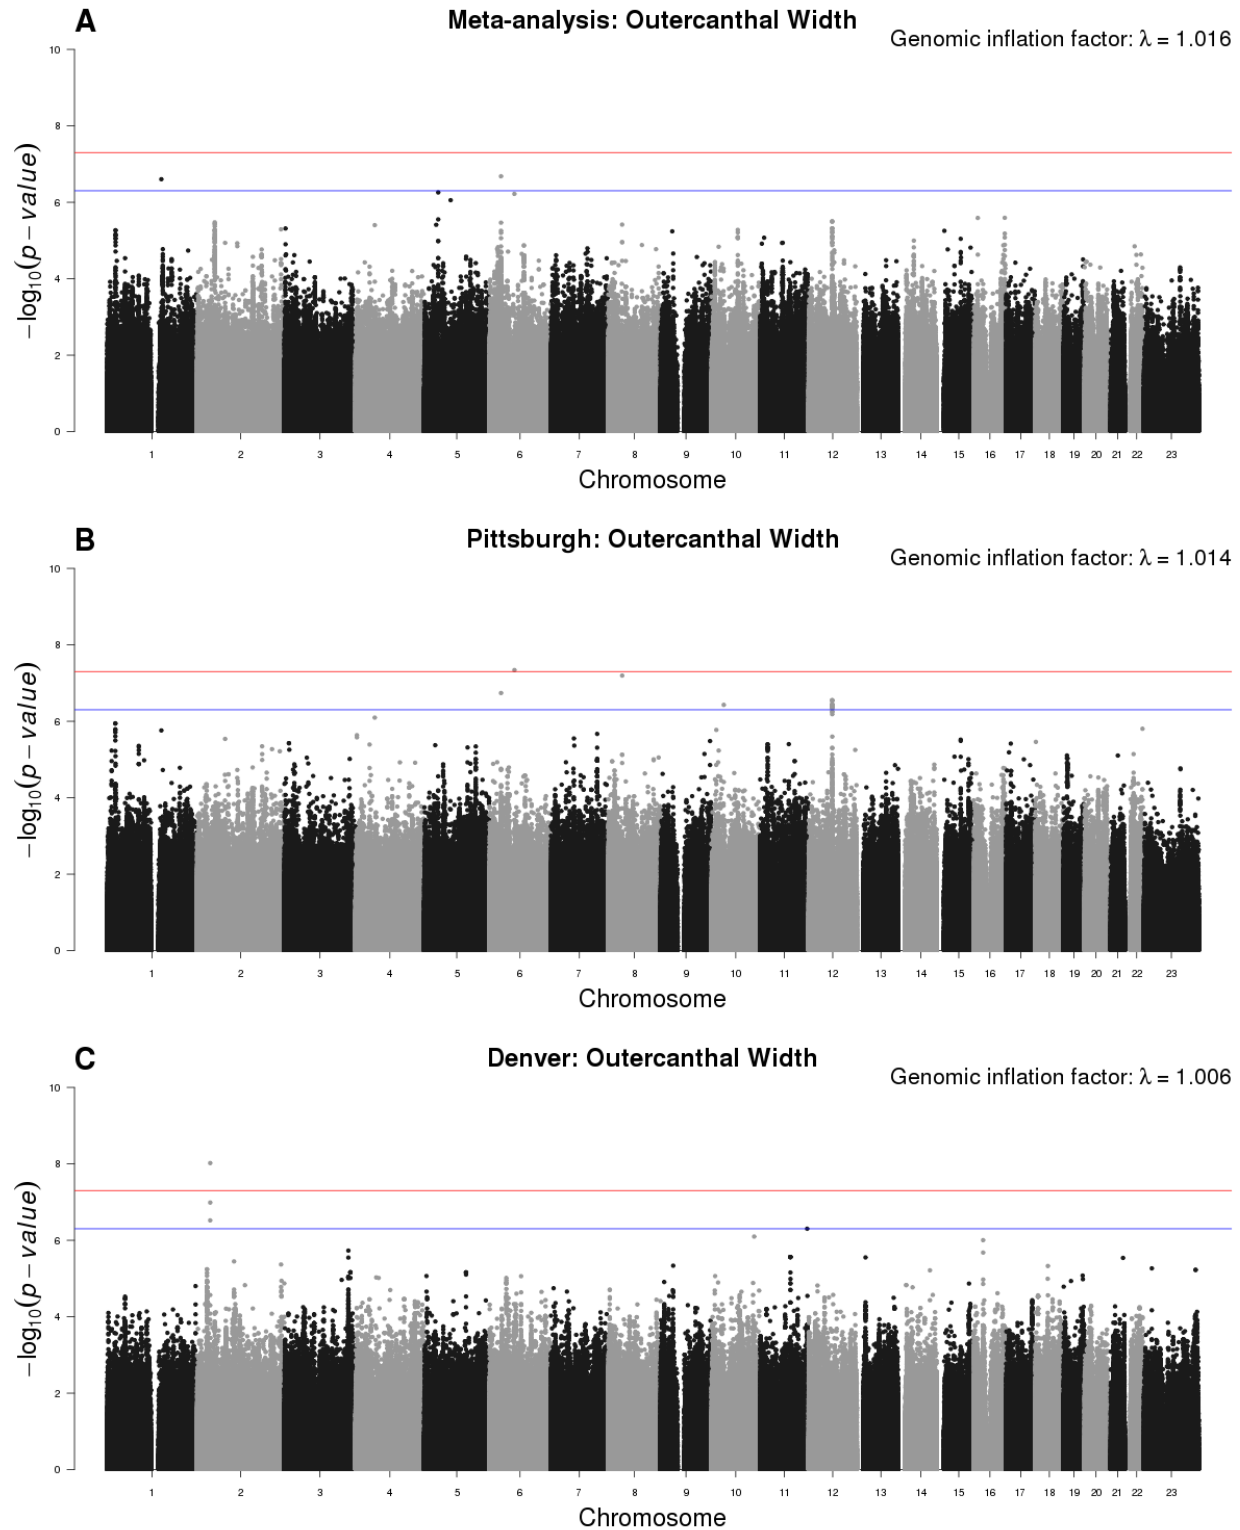 A
Meta-analysis: Outercanthal Width
Genomic inflation factor: λ = 1.016
10
8
6
4
2
0
−log10(p − value)
1 2 3 4 5 6 7 8 9 10 11 12 13 14 15 16 17 18 19 20 21 22 23
Chromosome
B
Pittsburgh: Outercanthal Width
Genomic inflation factor: λ = 1.014
10
8
6
4
2
0
−log10(p − value)
1 2 3 4 5 6 7 8 9 10 11 12 13 14 15 16 17 18 19 20 21 22 23
Chromosome
C
Denver: Outercanthal Width
Genomic inflation factor: λ = 1.006
10
8
6
4
2
0
−log10(p − value)
1 2 3 4 5 6 7 8 9 10 11 12 13 14 15 16 17 18 19 20 21 22 23
Chromosome